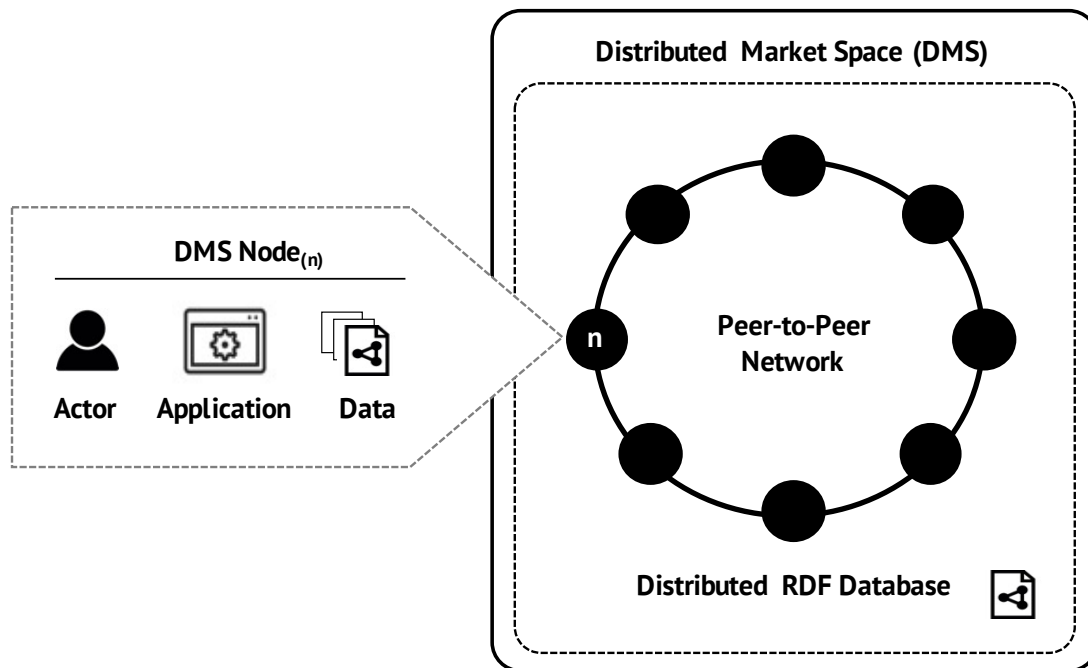 Distributed Market Space (DMS)
DMS Node(n)
Actor
Application
Data
n
Peer-to-Peer
Network
Distributed RDF Database